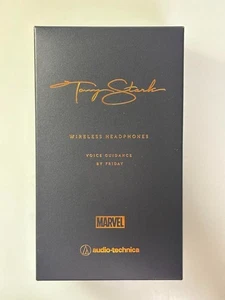 Tony Stark
WIRELESS HEADPHONES
VOICE GUIDANCE
BY FRIDAY
MARVEL
audio-technica